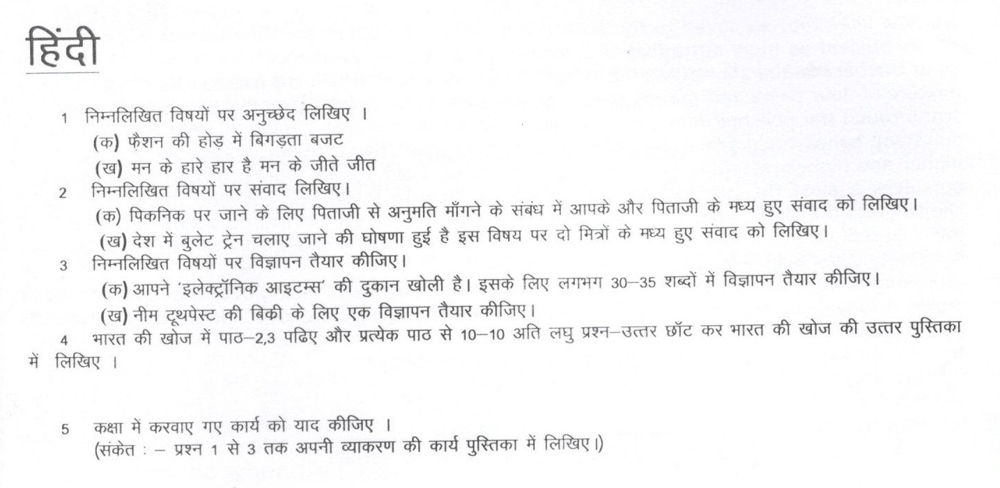 हिंदी
1 निम्नलिखित विषयों पर अनुच्छेद लिखिए ।
(क) फैशन की होड़ में बिगड़ता बजट
(ख) मन के हारे हार है मन के जीते जीत
2 निम्नलिखित विषयों पर संवाद लिखिए।
(क) पिकनिक पर जाने के लिए पिताजी से अनुमति माँगने के संबंध में आपके और पिताजी के मध्य हुए संवाद को लिखिए।
(ख) देश में बुलेट ट्रेन चलाए जाने की घोषणा हुई है इस विषय पर दो मित्रों के मध्य हुए संवाद को लिखिए।
3 निम्नलिखित विषयों पर विज्ञापन तैयार कीजिए।
(क) आपने 'इलेक्ट्रॉनिक आइटम्स' की दुकान खोली है। इसके लिए लगभग 30–35 शब्दों में विज्ञापन तैयार कीजिए।
(ख) नीम टूथपेस्ट की बिक्री के लिए एक विज्ञापन तैयार कीजिए।
4 भारत की खोज में पाठ–2,3 पढिए और प्रत्येक पाठ से 10–10 अति लघु प्रश्न–उत्तर छाँट कर भारत की खोज की उत्तर पुस्तिका
में लिखिए ।
5 कक्षा में करवाए गए कार्य को याद कीजिए ।
(संकेत : – प्रश्न 1 से 3 तक अपनी व्याकरण की कार्य पुस्तिका में लिखिए।)